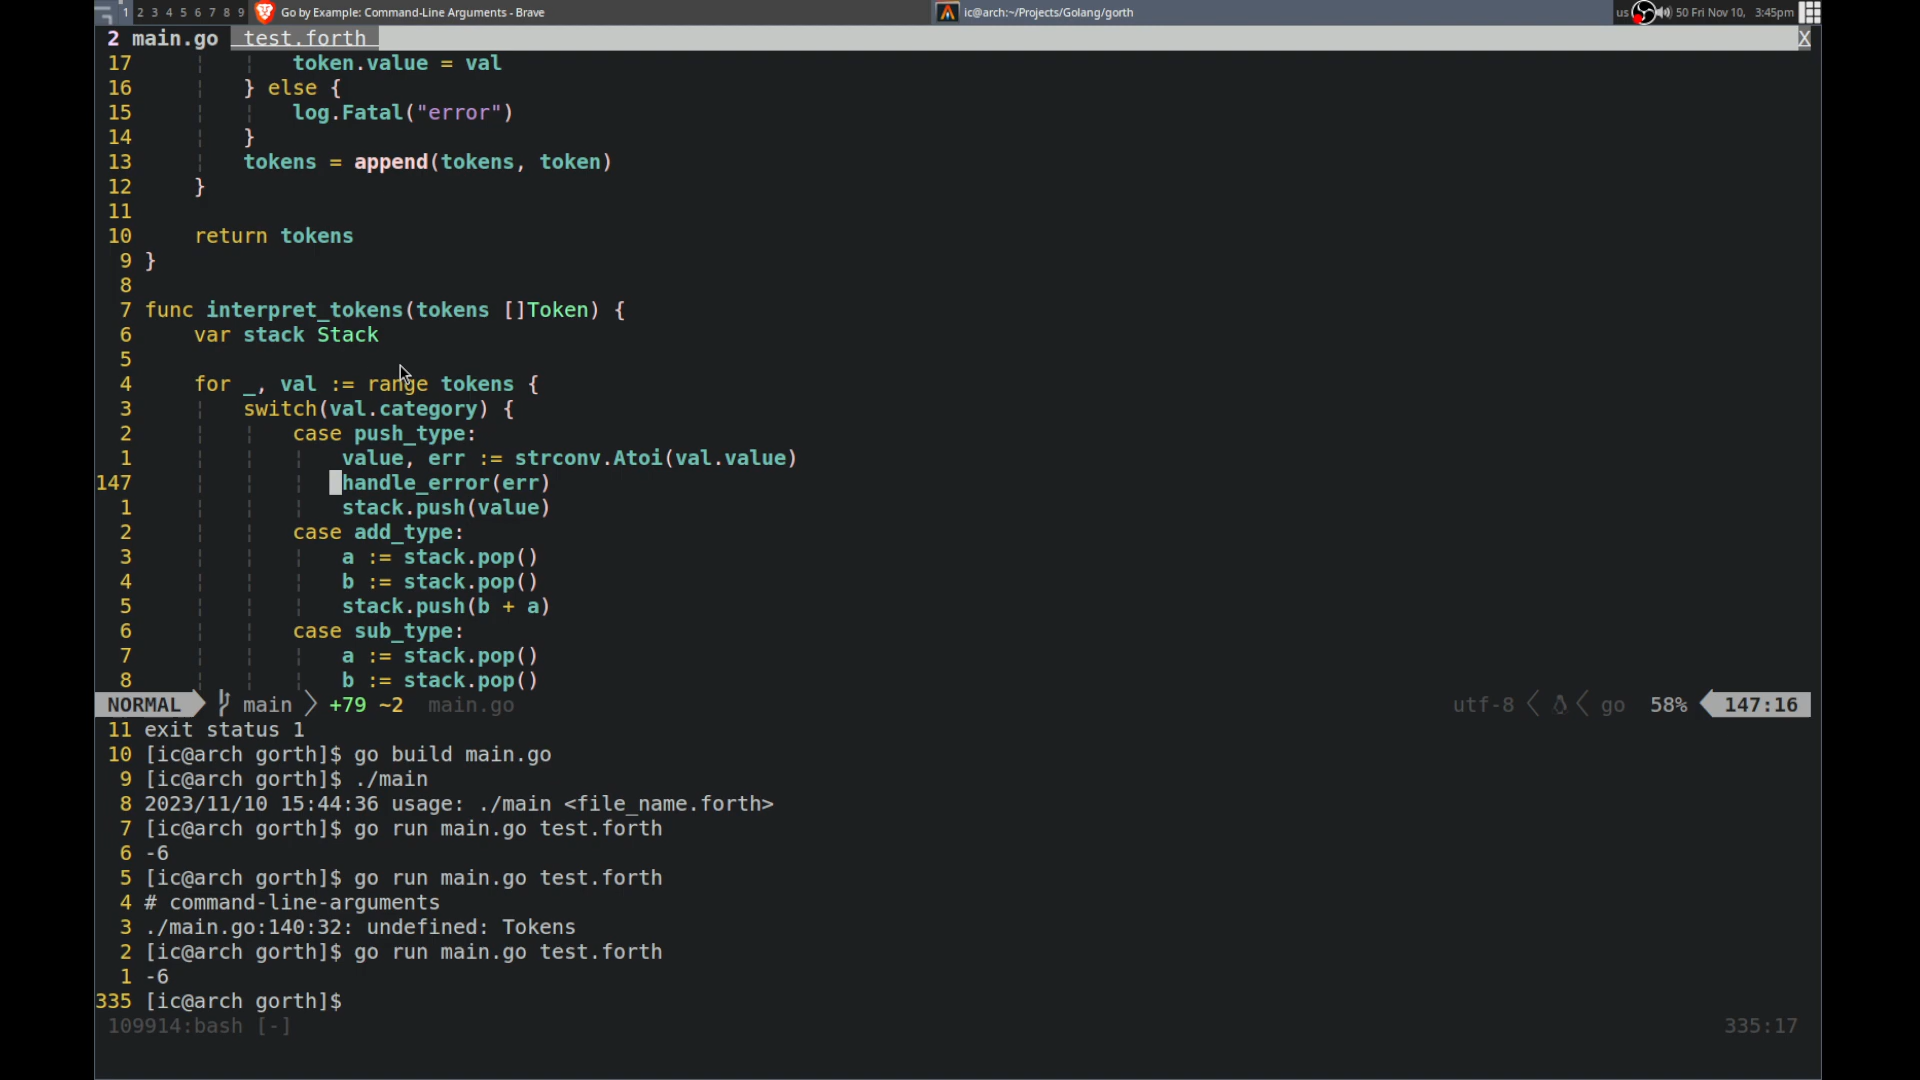 1 2 3 4 5 6 7 8 9 Go by Example: Command-Line Arguments - Brave ic@arch:~/Projects/Golang/gorth us 50 Fri Nov 10, 3:45pm
2 main.go test.forth X
17 token.value = val
16 } else {
15 log.Fatal("error")
14 }
13 tokens = append(tokens, token)
12 }
11
10 return tokens
9 }
8
7 func interpret_tokens(tokens []Token) {
6 var stack Stack
5
4 for _, val := range tokens {
3 switch(val.category) {
2 case push_type:
1 value, err := strconv.Atoi(val.value)
147 handle_error(err)
1 stack.push(value)
2 case add_type:
3 a := stack.pop()
4 b := stack.pop()
5 stack.push(b + a)
6 case sub_type:
7 a := stack.pop()
8 b := stack.pop()
NORMAL main +79 ~2 main.go utf-8 go 58% 147:16
11 exit status 1
10 [ic@arch gorth]$ go build main.go
9 [ic@arch gorth]$ ./main
8 2023/11/10 15:44:36 usage: ./main <file_name.forth>
7 [ic@arch gorth]$ go run main.go test.forth
6 -6
5 [ic@arch gorth]$ go run main.go test.forth
4 # command-line-arguments
3 ./main.go:140:32: undefined: Tokens
2 [ic@arch gorth]$ go run main.go test.forth
1 -6
335 [ic@arch gorth]$
109914:bash [-] 335:17